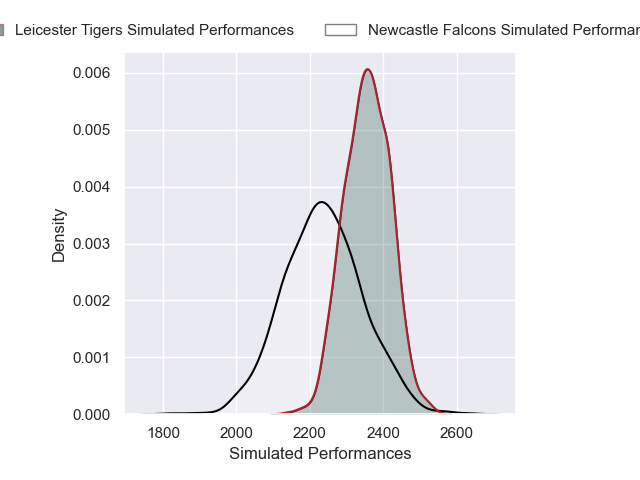 Leicester Tigers Simulated Performances Newcastle Falcons Simulated
0.006
0.005
0.004
0.003
0.002
0.001
0.000
Density
1800 2000 2200 2400 2600
Simulated Performances